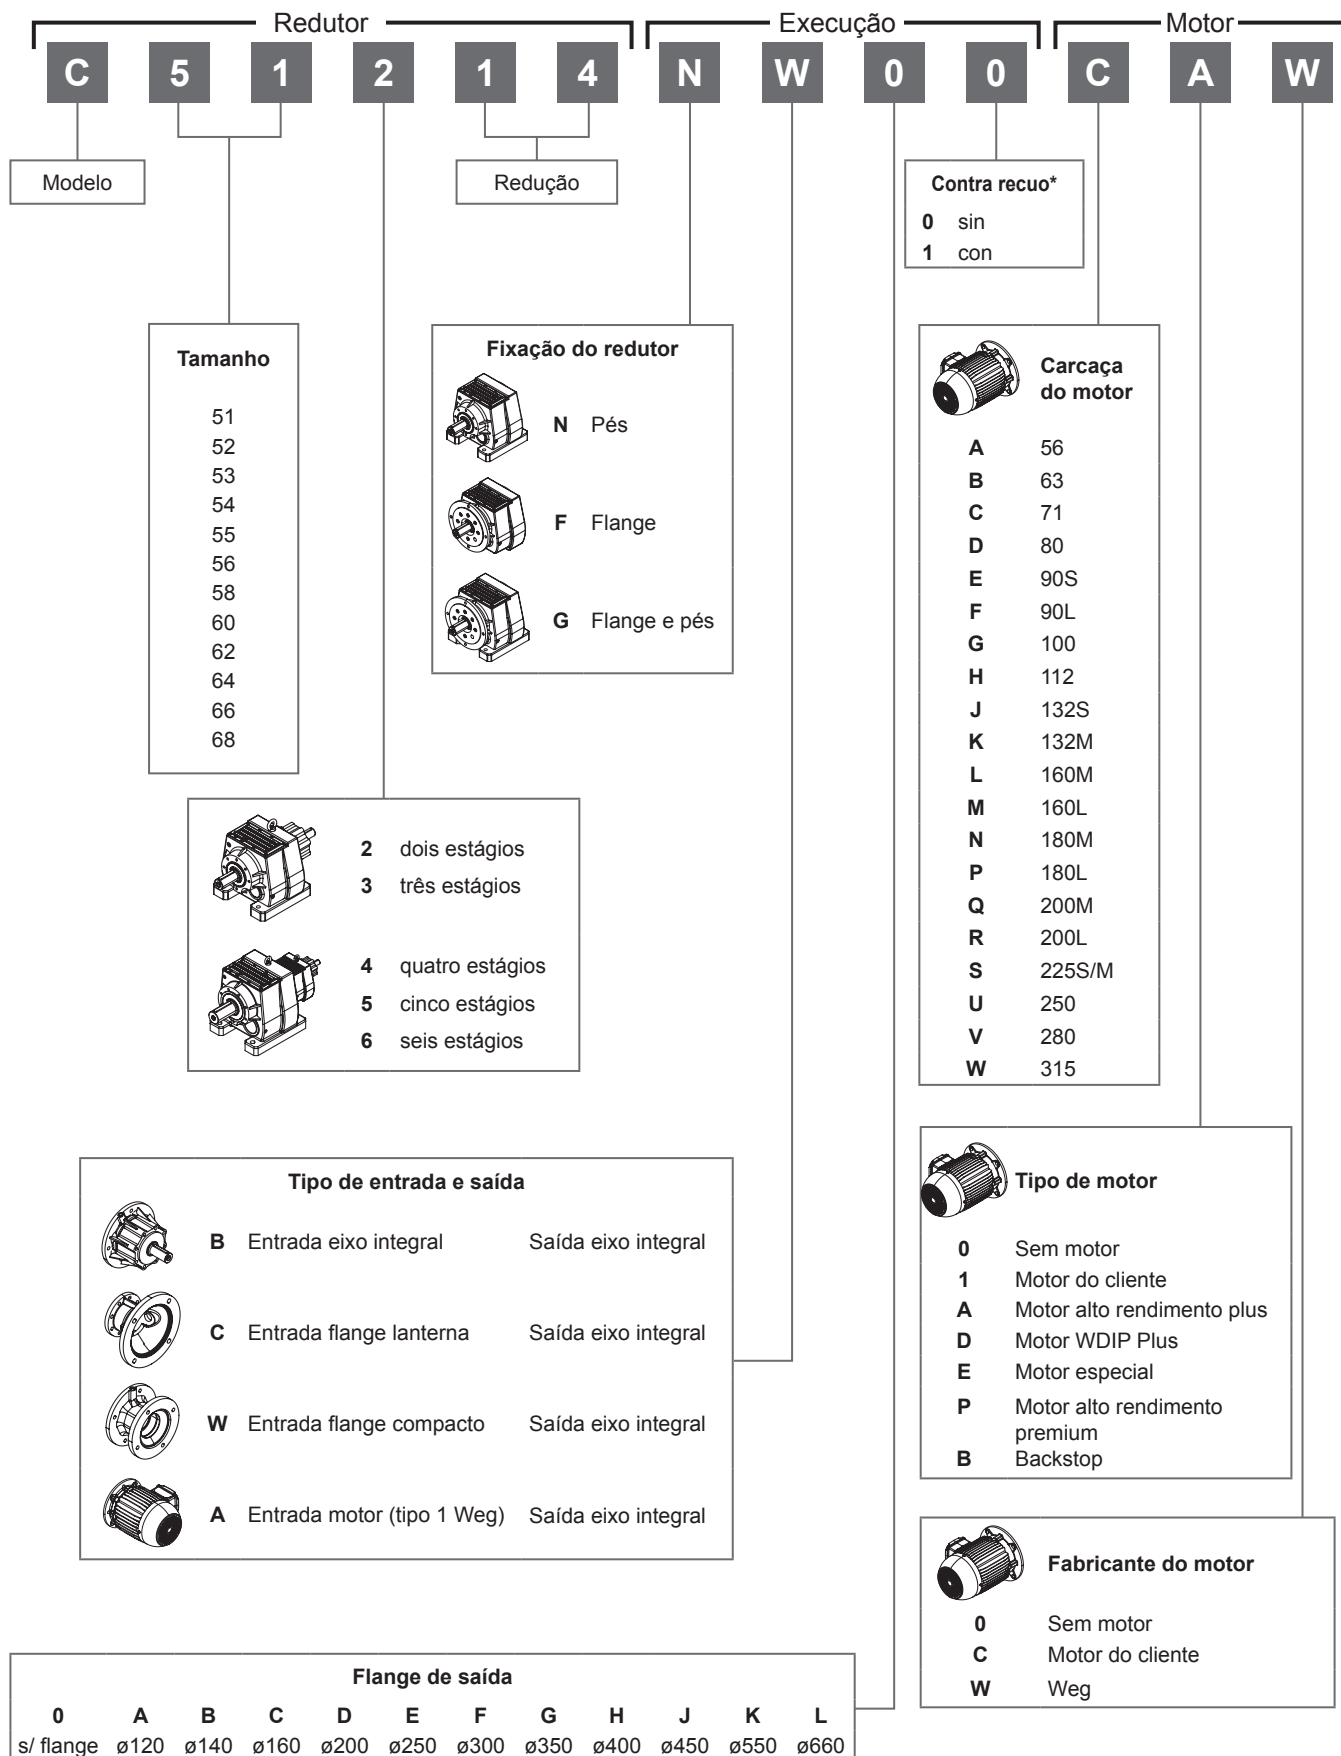 Redutor Execução Motor
C 5 1 2 1 4 N W 0 0 C A W
Modelo
Redução
Contra recuo*
0 sin
1 con
Tamanho
51
52
53
54
55
56
58
60
62
64
66
68
Fixação do redutor
N Pés
F Flange
G Flange e pés
Carcaça
do motor
A 56
B 63
C 71
D 80
E 90S
F 90L
G 100
H 112
J 132S
K 132M
L 160M
M 160L
N 180M
P 180L
Q 200M
R 200L
S 225S/M
U 250
V 280
W 315
2 dois estágios
3 três estágios
4 quatro estágios
5 cinco estágios
6 seis estágios
Tipo de entrada e saída
B Entrada eixo integral Saída eixo integral
C Entrada flange lanterna Saída eixo integral
W Entrada flange compacto Saída eixo integral
A Entrada motor (tipo 1 Weg) Saída eixo integral
Tipo de motor
0 Sem motor
1 Motor do cliente
A Motor alto rendimento plus
D Motor WDIP Plus
E Motor especial
P Motor alto rendimento
premium
B Backstop
Fabricante do motor
0 Sem motor
C Motor do cliente
W Weg
Flange de saída
0 A B C D E F G H J K L
s/ flange ø120 ø140 ø160 ø200 ø250 ø300 ø350 ø400 ø450 ø550 ø660